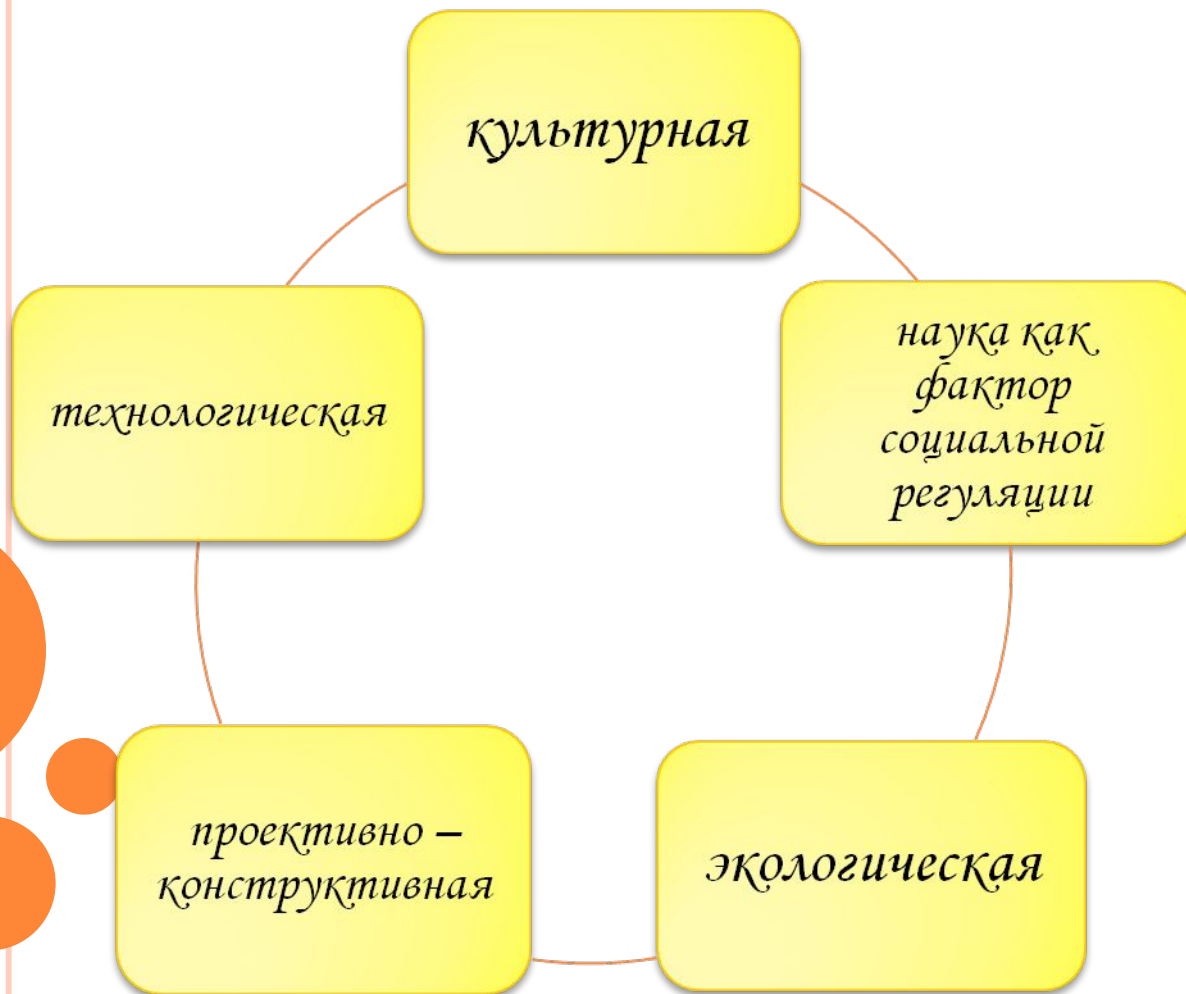 культурная
наука как
фактор
социальной
регуляции
экологическая
проективно –
конструктивная
технологическая